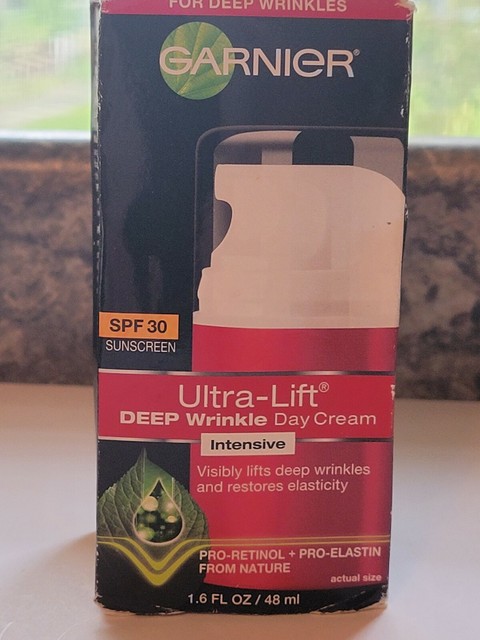 FOR DEEP WRINKLES
GARNIER®
SPF 30
SUNSCREEN
Ultra-Lift®
DEEP Wrinkle Day Cream
Intensive
Visibly lifts deep wrinkles
and restores elasticity
PRO-RETINOL + PRO-ELASTIN
FROM NATURE
actual size
1.6 FL OZ / 48 ml